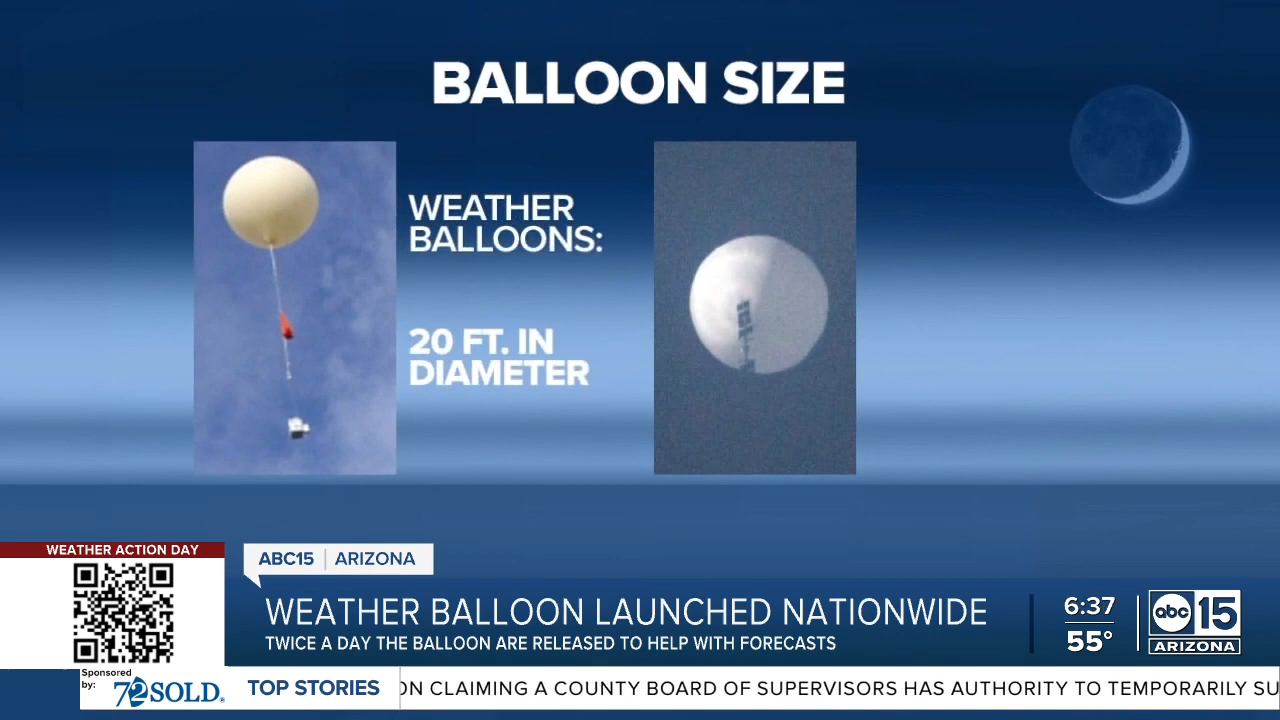 BALLOON SIZE
WEATHER
BALLOONS:
20 FT. IN
DIAMETER
WEATHER ACTION DAY
ABC15 ARIZONA
WEATHER BALLOON LAUNCHED NATIONWIDE
TWICE A DAY THE BALLOON ARE RELEASED TO HELP WITH FORECASTS
6:37
55°
abc 15
ARIZONA
Sponsored
by: 72SOLD.
TOP STORIES
ON CLAIMING A COUNTY BOARD OF SUPERVISORS HAS AUTHORITY TO TEMPORARILY SU